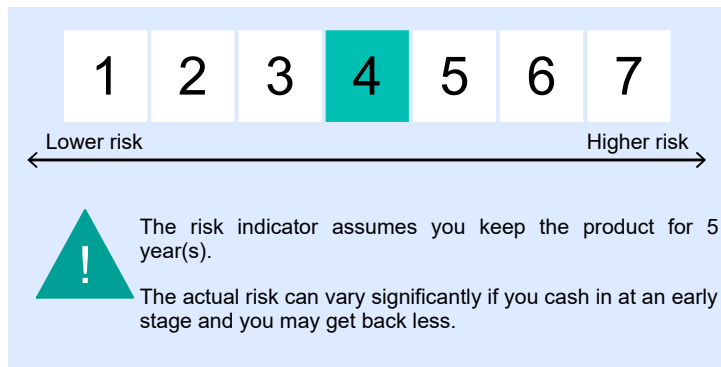 1 2 3 4 5 6 7
Lower risk Higher risk
!
The risk indicator assumes you keep the product for 5
year(s).
The actual risk can vary significantly if you cash in at an early
stage and you may get back less.